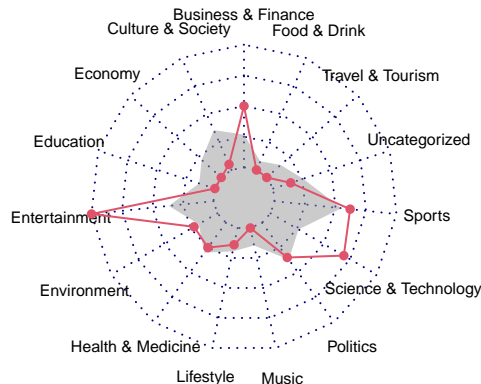 Business & Finance
Culture & Society
Food & Drink
Economy
Travel & Tourism
Education
Uncategorized
Entertainment
Sports
Environment
Science & Technology
Health & Medicine
Politics
Lifestyle
Music